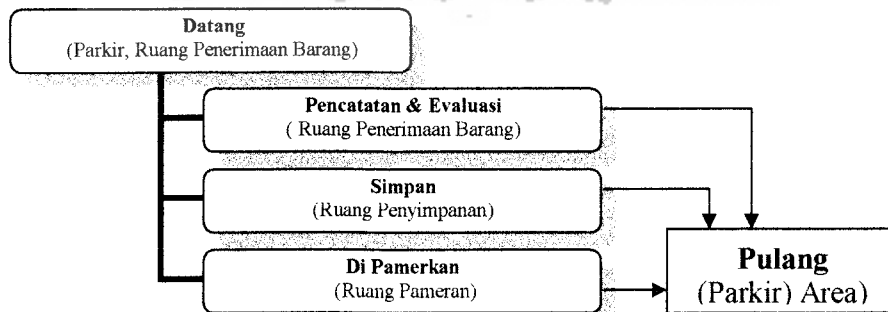 Datang
(Parkir, Ruang Penerimaan Barang)
Pencatatan & Evaluasi
( Ruang Penerimaan Barang)
Simpan
(Ruang Penyimpanan)
Di Pamerkan
(Ruang Pameran)
Pulang
(Parkir) Area)